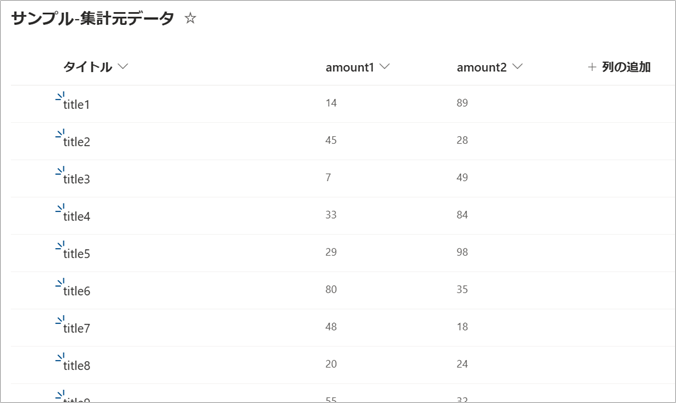 サンプル-集計元データ
タイトル amount1 amount2 列の追加
title1 14 89
title2 45 28
title3 7 49
title4 33 84
title5 29 98
title6 80 35
title7 48 18
title8 20 24
title9 55 32